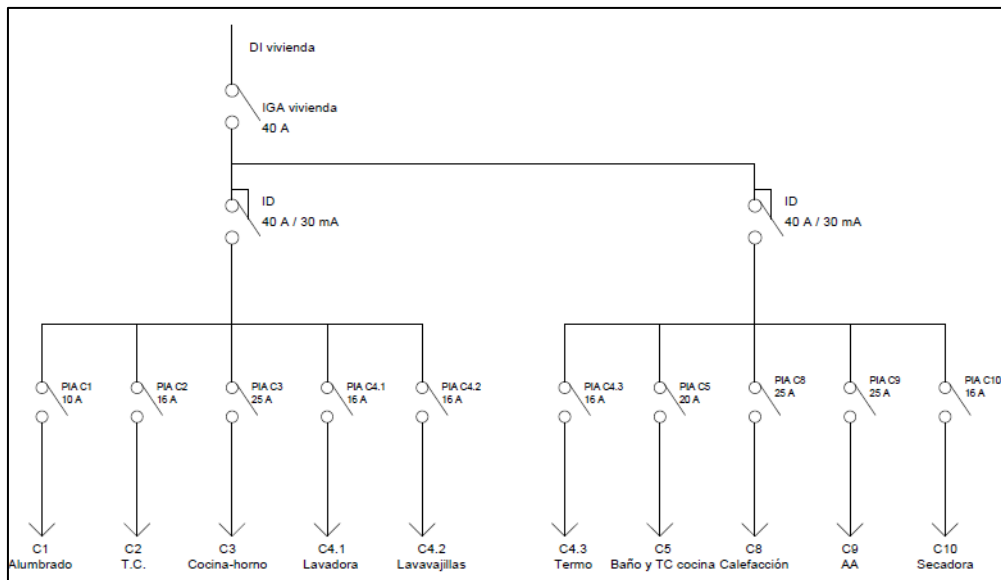 DI vivienda
IGA vivienda
40 A
ID
40 A / 30 mA
ID
40 A / 30 mA
PIA C1
10 A
PIA C2
16 A
PIA C3
25 A
PIA C4.1
16 A
PIA C4.2
16 A
PIA C4.3
16 A
PIA C5
20 A
PIA C8
25 A
PIA C9
25 A
PIA C10
16 A
C1
Alumbrado
C2
T.C.
C3
Cocina-horno
C4.1
Lavadora
C4.2
Lavavajillas
C4.3
Termo
C5
Baño y TC cocina
C8
Calefacción
C9
AA
C10
Secadora